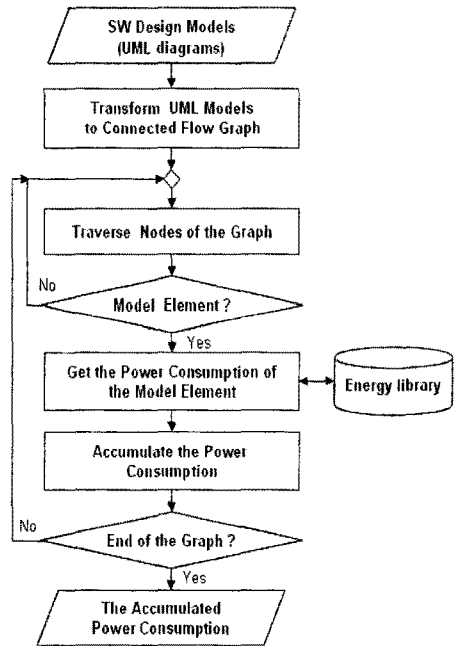 SW Design Models
(UML diagrams)
Transform UML Models
to Connected Flow Graph
Traverse Nodes of the Graph
No
Model Element ?
Yes
Get the Power Consumption of
the Model Element
Energy library
Accumulate the Power
Consumption
No
End of the Graph ?
Yes
The Accumulated
Power Consumption